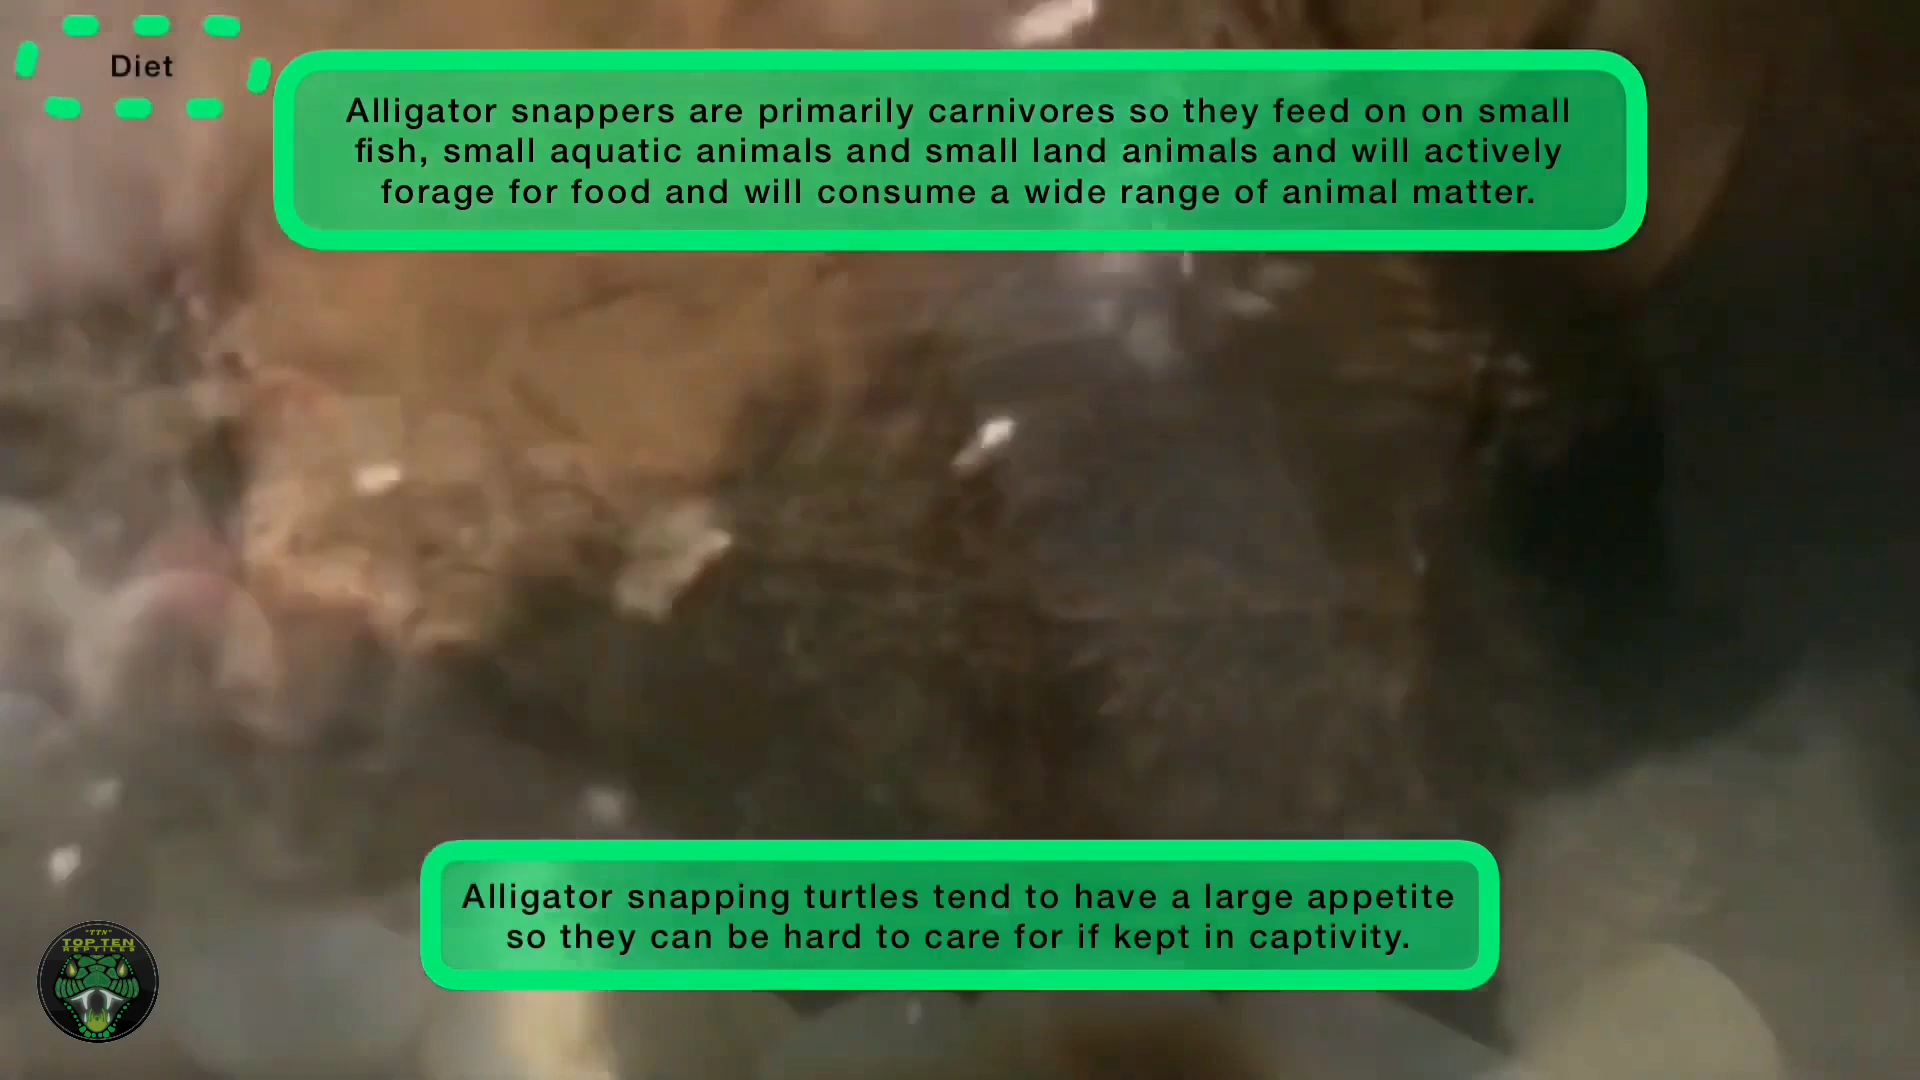 Diet
Alligator snappers are primarily carnivores so they feed on on small
fish, small aquatic animals and small land animals and will actively
forage for food and will consume a wide range of animal matter.
Alligator snapping turtles tend to have a large appetite
so they can be hard to care for if kept in captivity.
"TTN"
TOP TEN
REPTILES